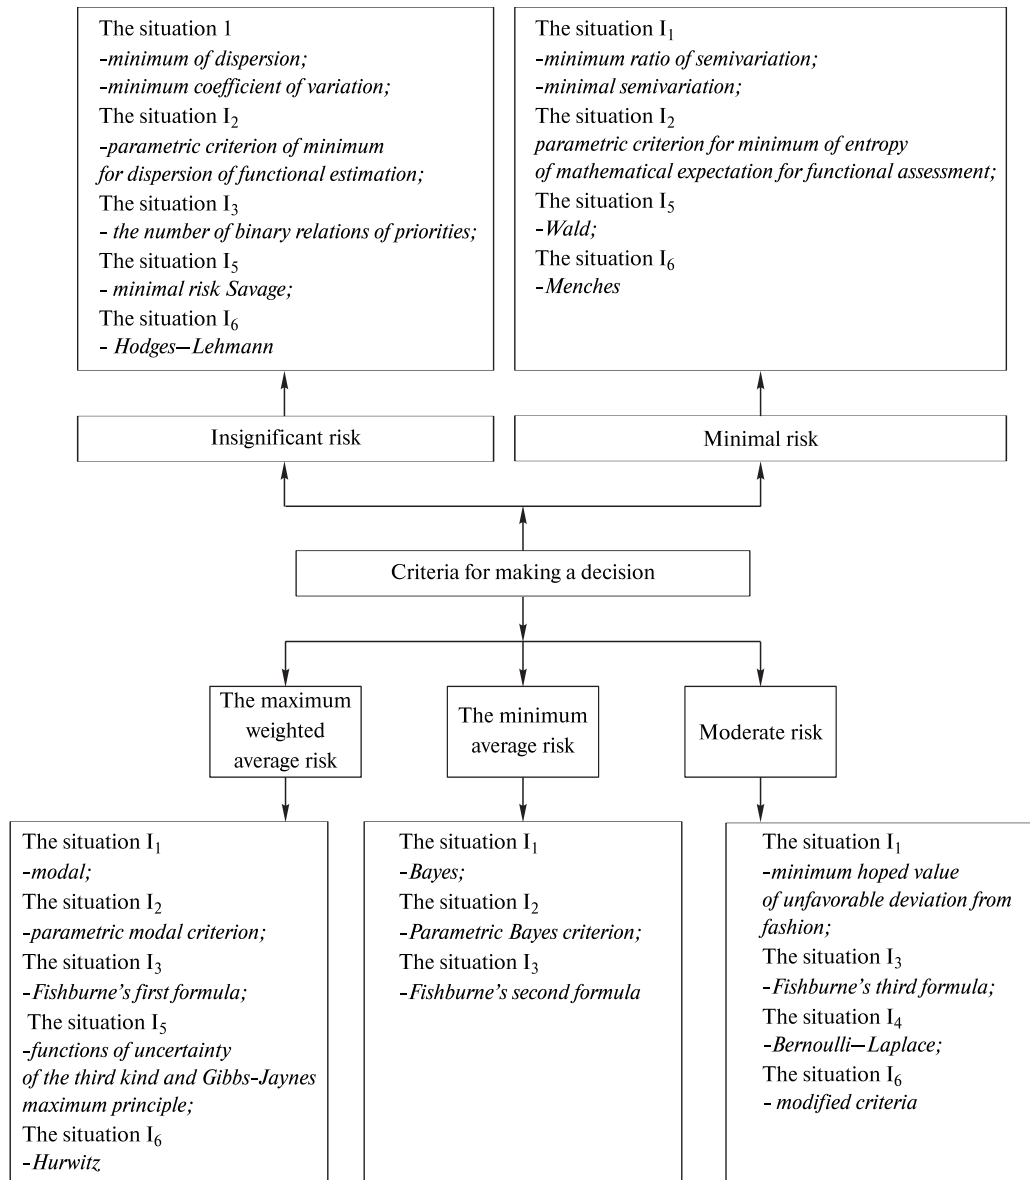 The situation 1
-minimum of dispersion;
-minimum coefficient of variation;
The situation I₂
-parametric criterion of minimum
for dispersion of functional estimation;
The situation I₃
- the number of binary relations of priorities;
The situation I₅
- minimal risk Savage;
The situation I₆
- Hodges–Lehmann
The situation I₁
-minimum ratio of semivariation;
-minimal semivariation;
The situation I₂
parametric criterion for minimum of entropy
of mathematical expectation for functional assessment;
The situation I₅
-Wald;
The situation I₆
-Menches
Insignificant risk
Minimal risk
Criteria for making a decision
The maximum
weighted
average risk
The minimum
average risk
Moderate risk
The situation I₁
-modal;
The situation I₂
-parametric modal criterion;
The situation I₃
-Fishburne's first formula;
The situation I₅
-functions of uncertainty
of the third kind and Gibbs-Jaynes
maximum principle;
The situation I₆
-Hurwitz
The situation I₁
-Bayes;
The situation I₂
-Parametric Bayes criterion;
The situation I₃
-Fishburne's second formula
The situation I₁
-minimum hoped value
of unfavorable deviation from
fashion;
The situation I₃
-Fishburne's third formula;
The situation I₄
-Bernoulli–Laplace;
The situation I₆
- modified criteria